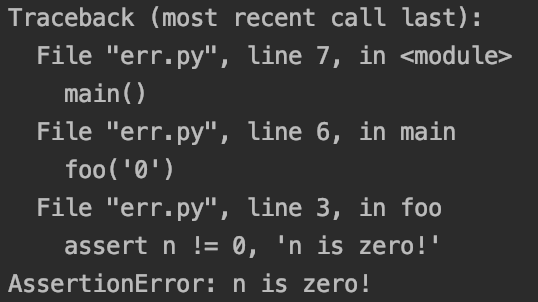 Traceback (most recent call last):
  File "err.py", line 7, in <module>
    main()
  File "err.py", line 6, in main
    foo('0')
  File "err.py", line 3, in foo
    assert n != 0, 'n is zero!'
AssertionError: n is zero!